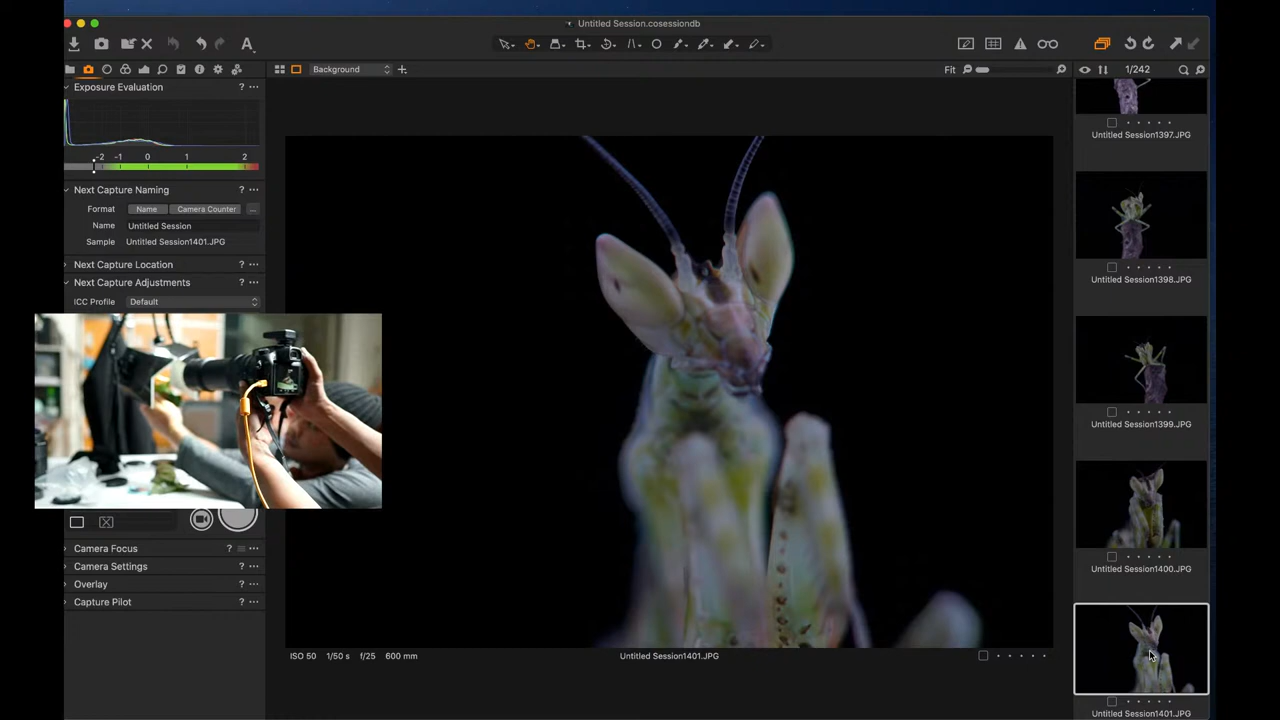 Untitled Session.cosessiondb
A
Background
Fit
1/242
Exposure Evaluation ?
-2 -1 0 1 2
Next Capture Naming ?
Format Name Camera Counter
Name Untitled Session
Sample Untitled Session1401.JPG
Next Capture Location ?
Next Capture Adjustments ?
ICC Profile Default
Camera Focus ?
Camera Settings ?
Overlay ?
Capture Pilot ?
ISO 50 1/50 s f/25 600 mm
Untitled Session1401.JPG
Untitled Session1397.JPG
Untitled Session1398.JPG
Untitled Session1399.JPG
Untitled Session1400.JPG
Untitled Session1401.JPG